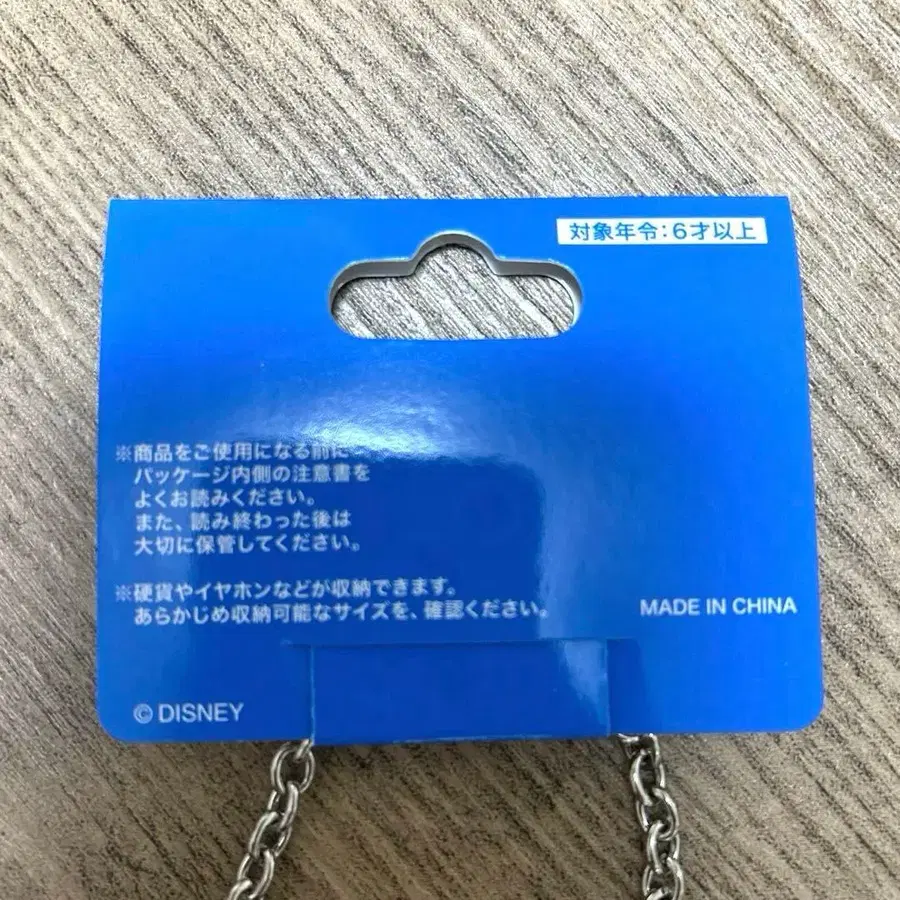 対象年令:6才以上
※商品をご使用になる前に
パッケージ内側の注意書を
よくお読みください。
また、読み終わった後は
大切に保管してください。
※硬貨やイヤホンなどが収納できます。
あらかじめ収納可能なサイズを、確認ください。
MADE IN CHINA
© DISNEY